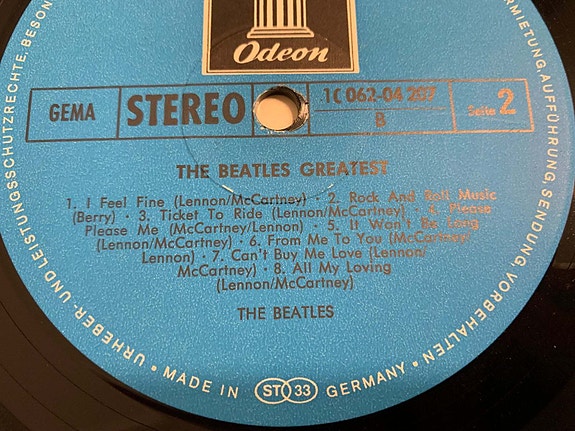 Odeon
GEMA STEREO 1C 062-04 207 Seite 2
B
THE BEATLES GREATEST
1. I Feel Fine (Lennon/McCartney) · 2. Rock And Roll Music
(Berry) · 3. Ticket To Ride (Lennon/McCartney) · 4. Please
Please Me (McCartney/Lennon) · 5. It Won't Be Long
(Lennon/McCartney) · 6. From Me To You (McCartney/
Lennon) · 7. Can't Buy Me Love (Lennon/
McCartney) · 8. All My Loving
(Lennon/McCartney)
THE BEATLES
URHEBER- UND LEISTUNGSSCHUTZRECHTE, BESON
RMIETUNG, AUFFÜHRUNG, SENDUNG, VORBEHALTEN
• MADE IN ST 33 GERMANY •